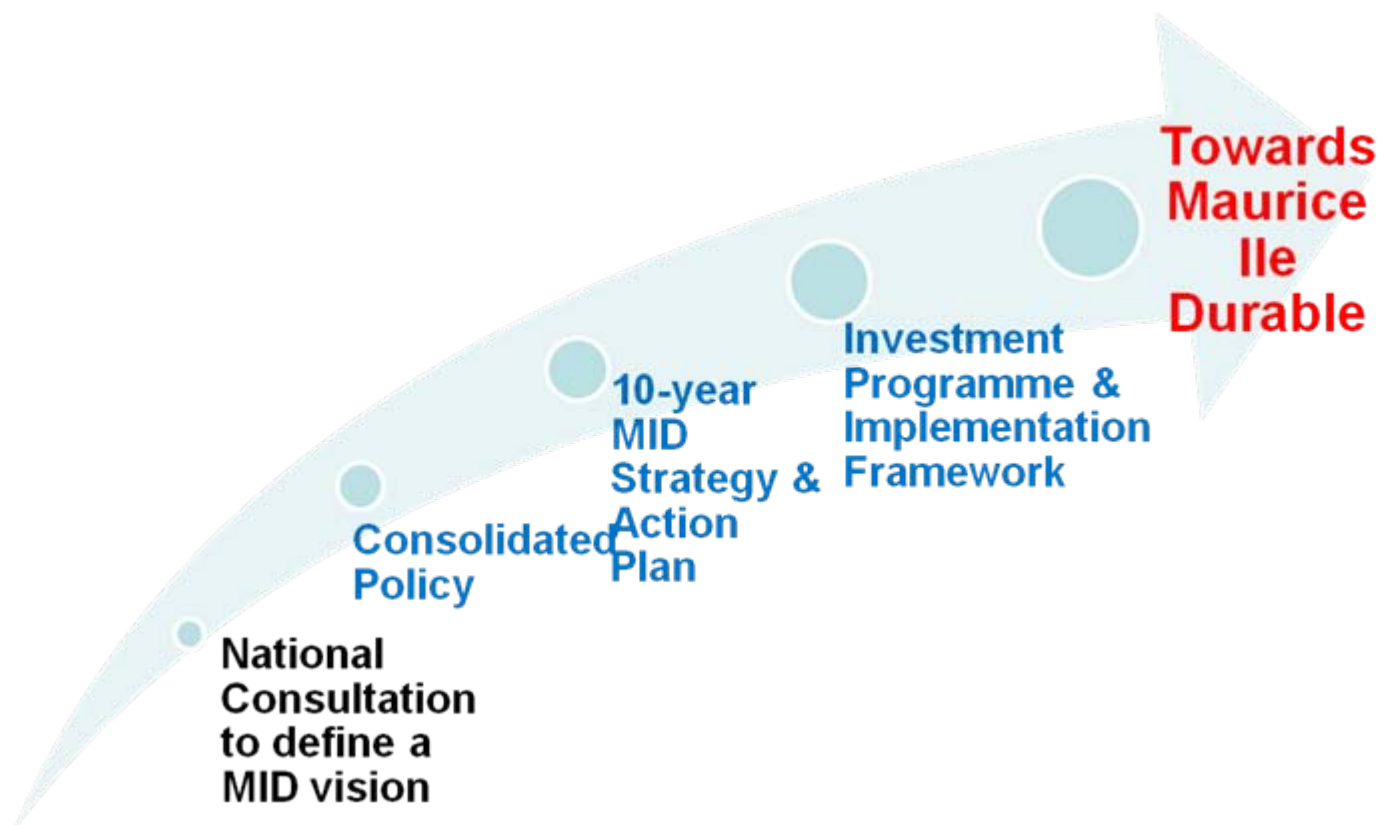 National
Consultation
to define a
MID vision
Consolidated
Policy
10-year
MID
Strategy &
Action
Plan
Investment
Programme &
Implementation
Framework
Towards
Maurice
Ile
Durable